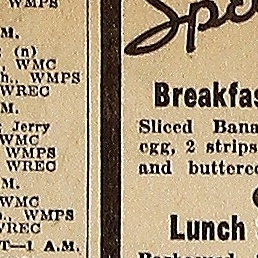 WMPS
M.
(n)
WMC
WMPS
WREC
M.
Jerry
WMC
WMPS
WREC
M.
WMC
WMPS
WREC
T—1 A.M.
Breakfas
Sliced Bana
egg, 2 strips
and buttere
Lunch